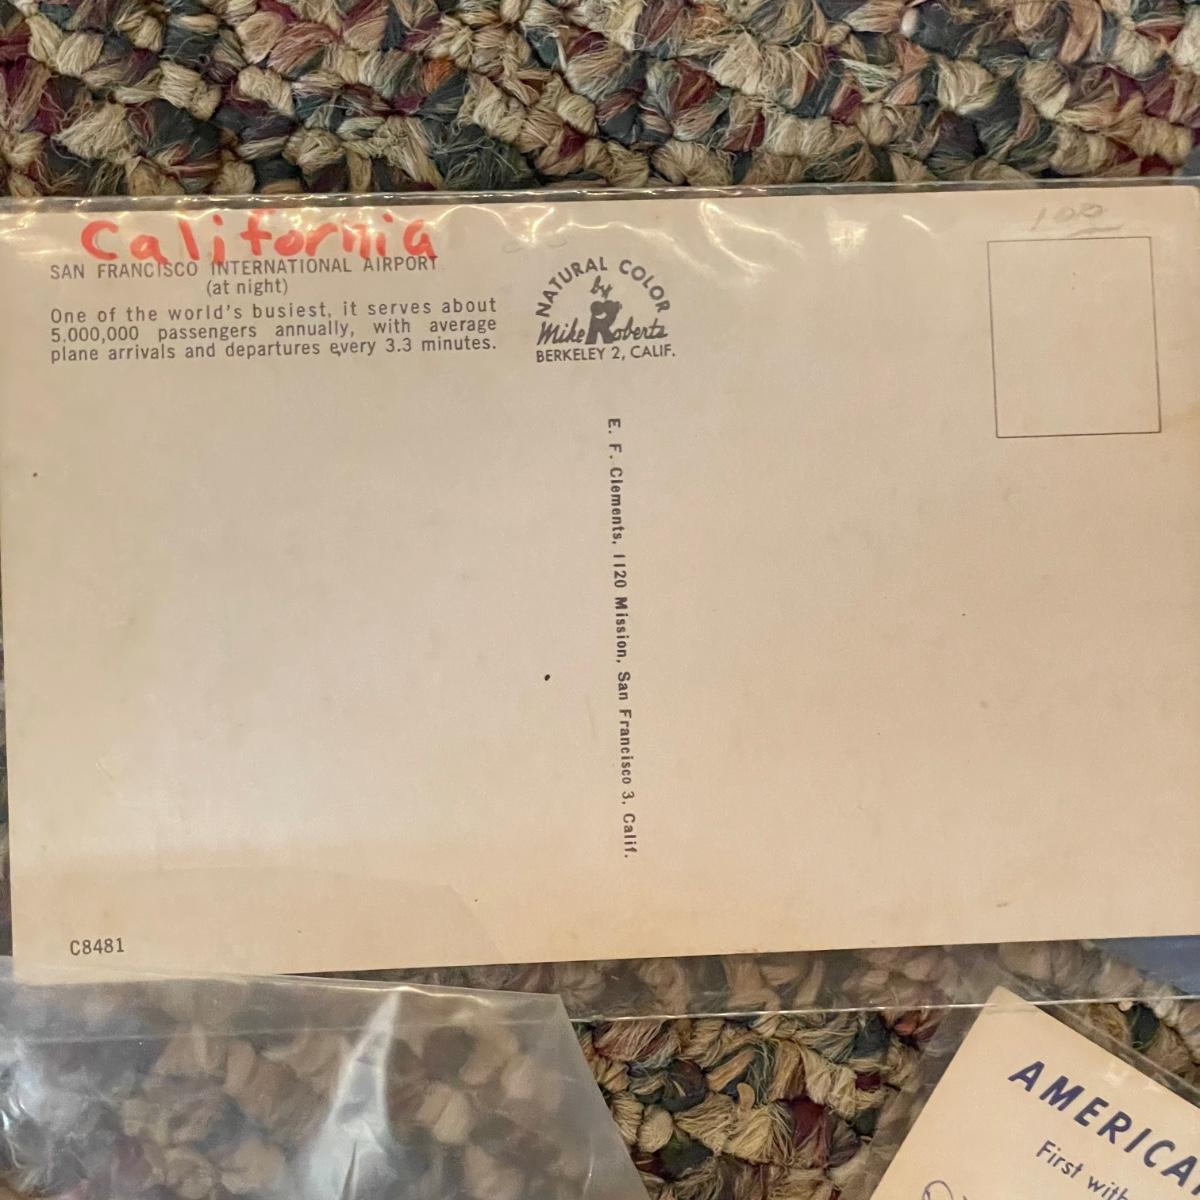 California
100
SAN FRANCISCO INTERNATIONAL AIRPORT
(at night)
One of the world's busiest, it serves about
5,000,000 passengers annually, with average
plane arrivals and departures every 3.3 minutes.
NATURAL COLOR
by
Mike Roberts
BERKELEY 2, CALIF.
E. F. Clements, 1120 Mission, San Francisco 3, Calif.
C8481
AMERICA
First with